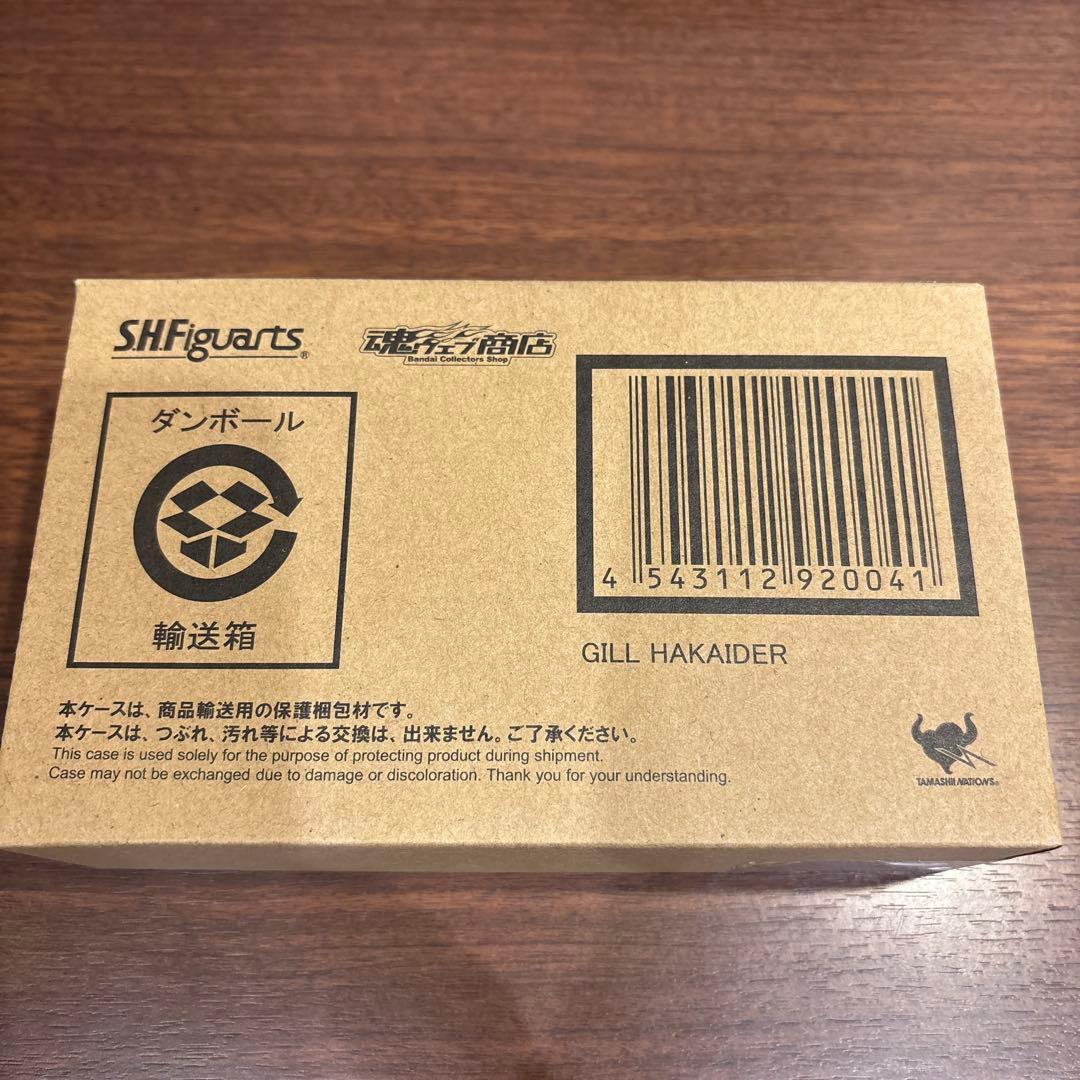 S.H.Figuarts®
魂ウェブ商店
Bandai Collectors Shop
ダンボール
輸送箱
4 543112 920041
GILL HAKAIDER
本ケースは、商品輸送用の保護梱包材です。
本ケースは、つぶれ、汚れ等による交換は、出来ません。ご了承ください。
This case is used solely for the purpose of protecting product during shipment.
Case may not be exchanged due to damage or discoloration. Thank you for your understanding.
TAMASHII NATIONS®